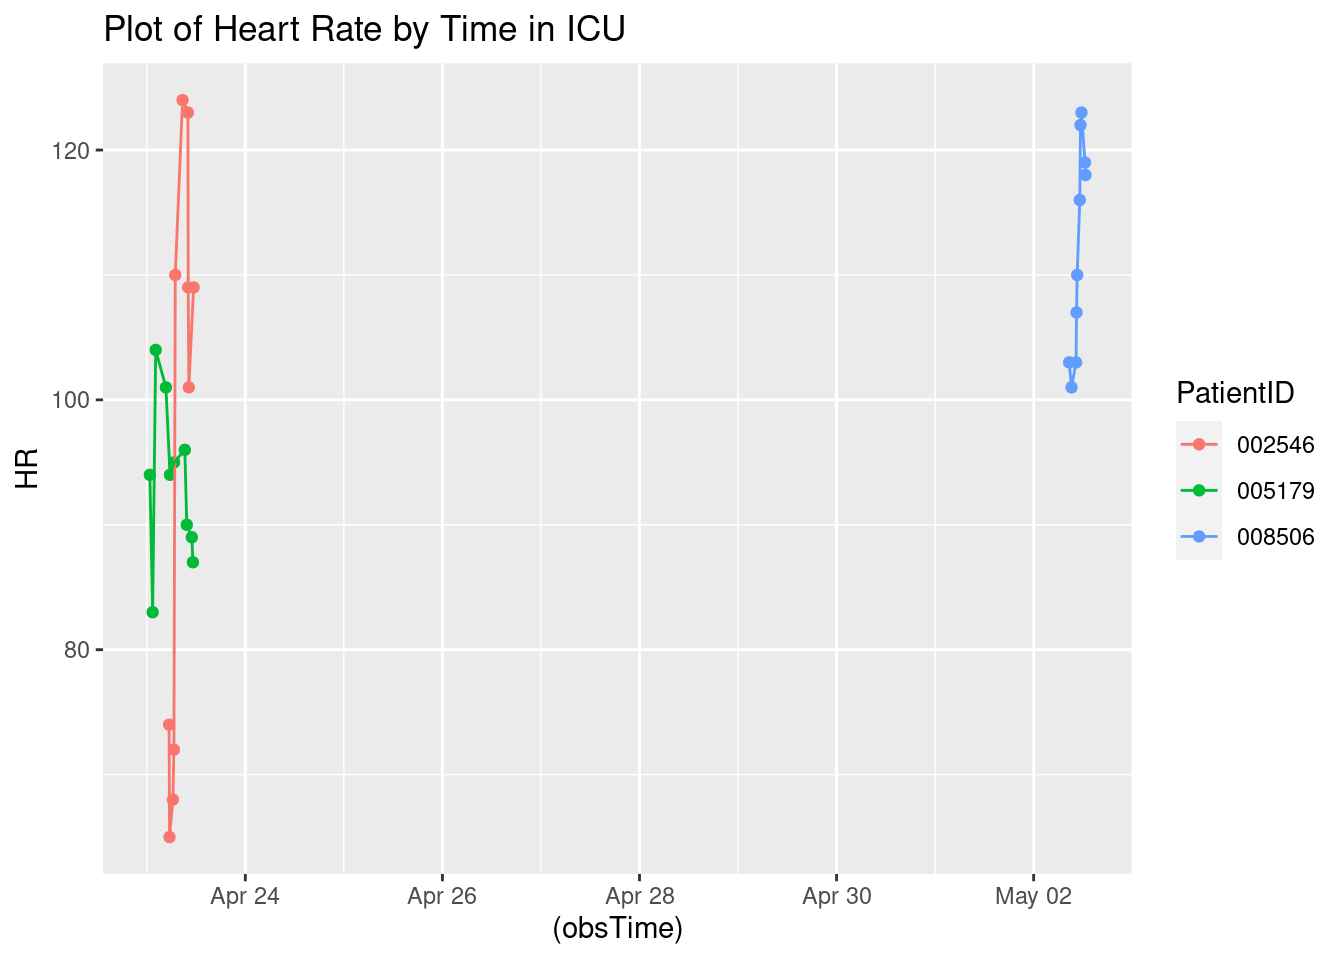 Plot of Heart Rate by Time in ICU
120
100
80
HR
Apr 24
Apr 26
Apr 28
Apr 30
May 02
(obsTime)
PatientID
002546
005179
008506